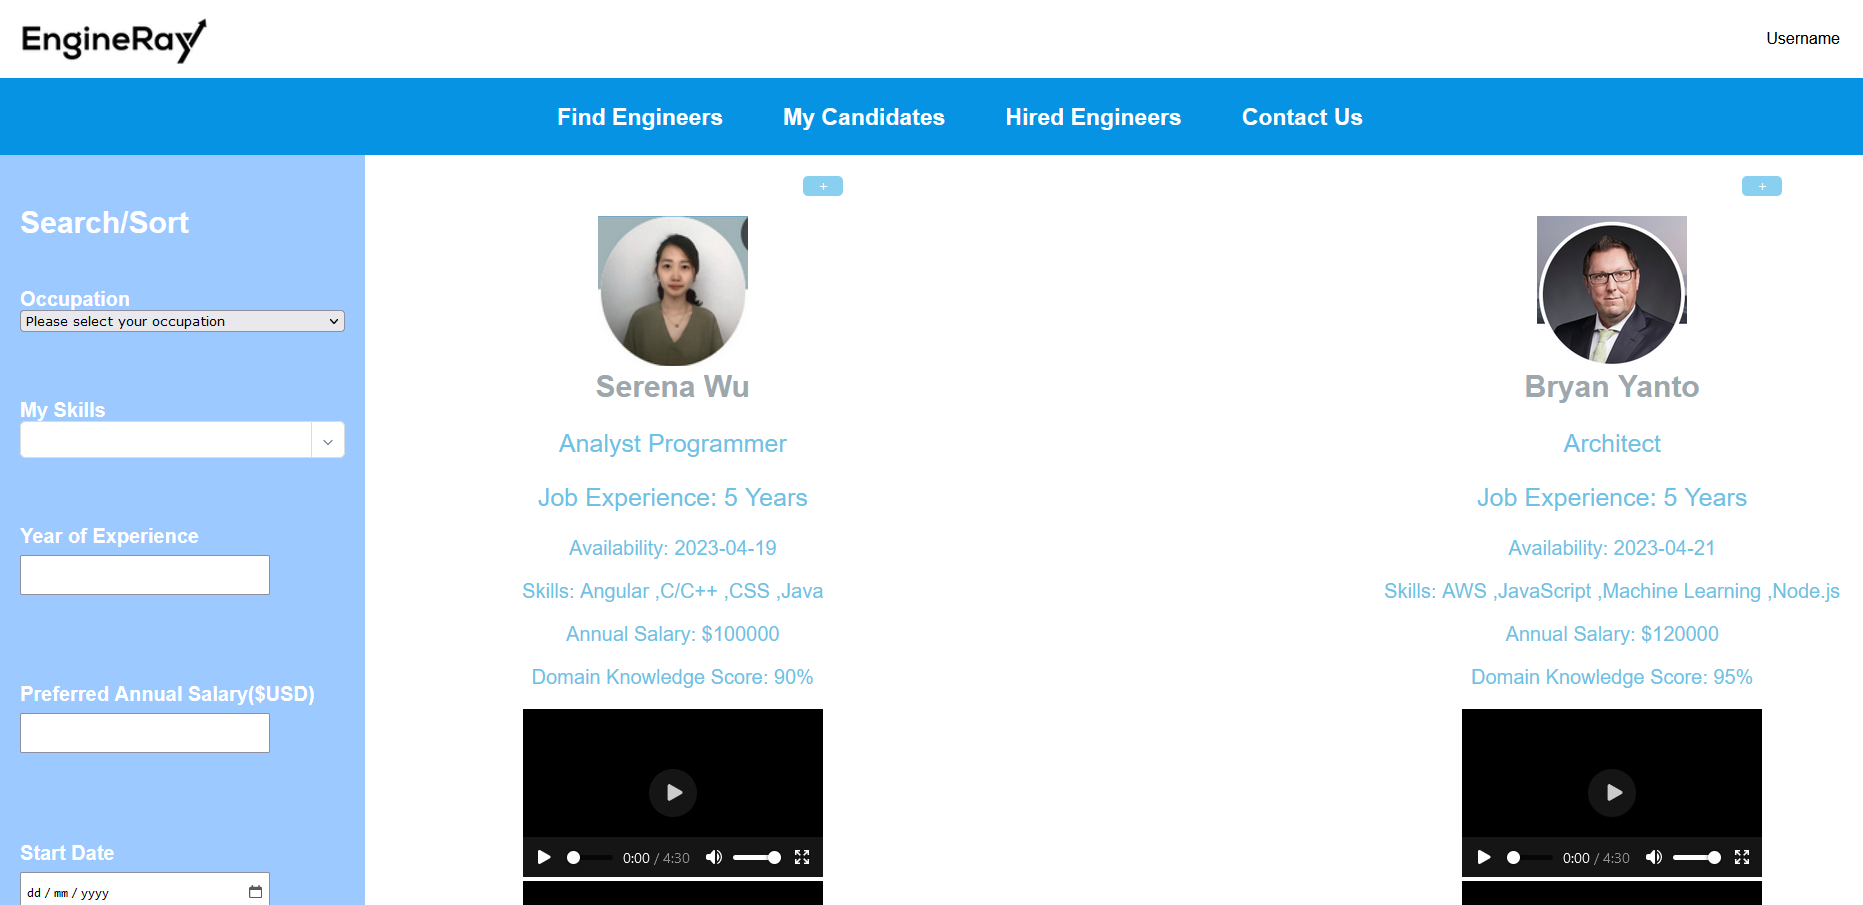 EngineRay
Username
Find Engineers
My Candidates
Hired Engineers
Contact Us
Search/Sort
Occupation
Please select your occupation
My Skills
Year of Experience
Preferred Annual Salary($USD)
Start Date
dd / mm / yyyy
+
Serena Wu
Analyst Programmer
Job Experience: 5 Years
Availability: 2023-04-19
Skills: Angular ,C/C++ ,CSS ,Java
Annual Salary: $100000
Domain Knowledge Score: 90%
0:00 / 4:30
+
Bryan Yanto
Architect
Job Experience: 5 Years
Availability: 2023-04-21
Skills: AWS ,JavaScript ,Machine Learning ,Node.js
Annual Salary: $120000
Domain Knowledge Score: 95%
0:00 / 4:30